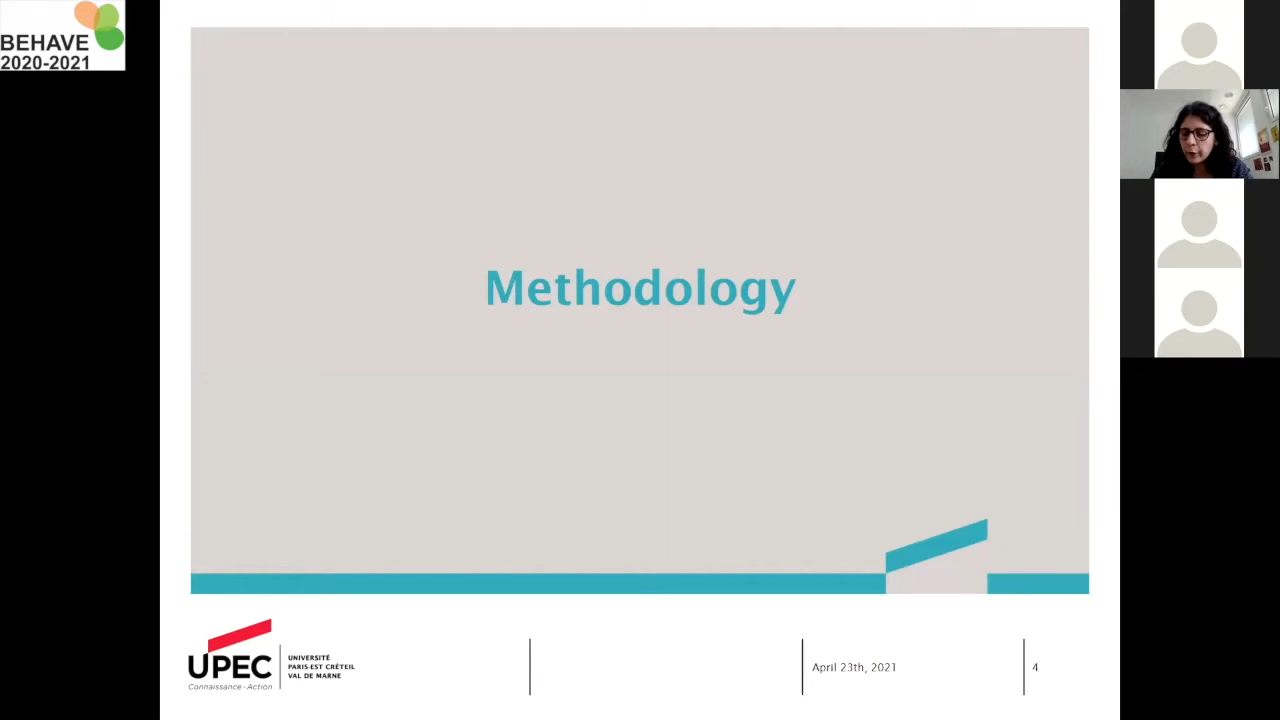 BEHAVE
2020-2021
Methodology
UPEC
Connaissance - Action
UNIVERSITÉ
PARIS-EST CRÉTEIL
VAL DE MARNE
April 23th, 2021
4